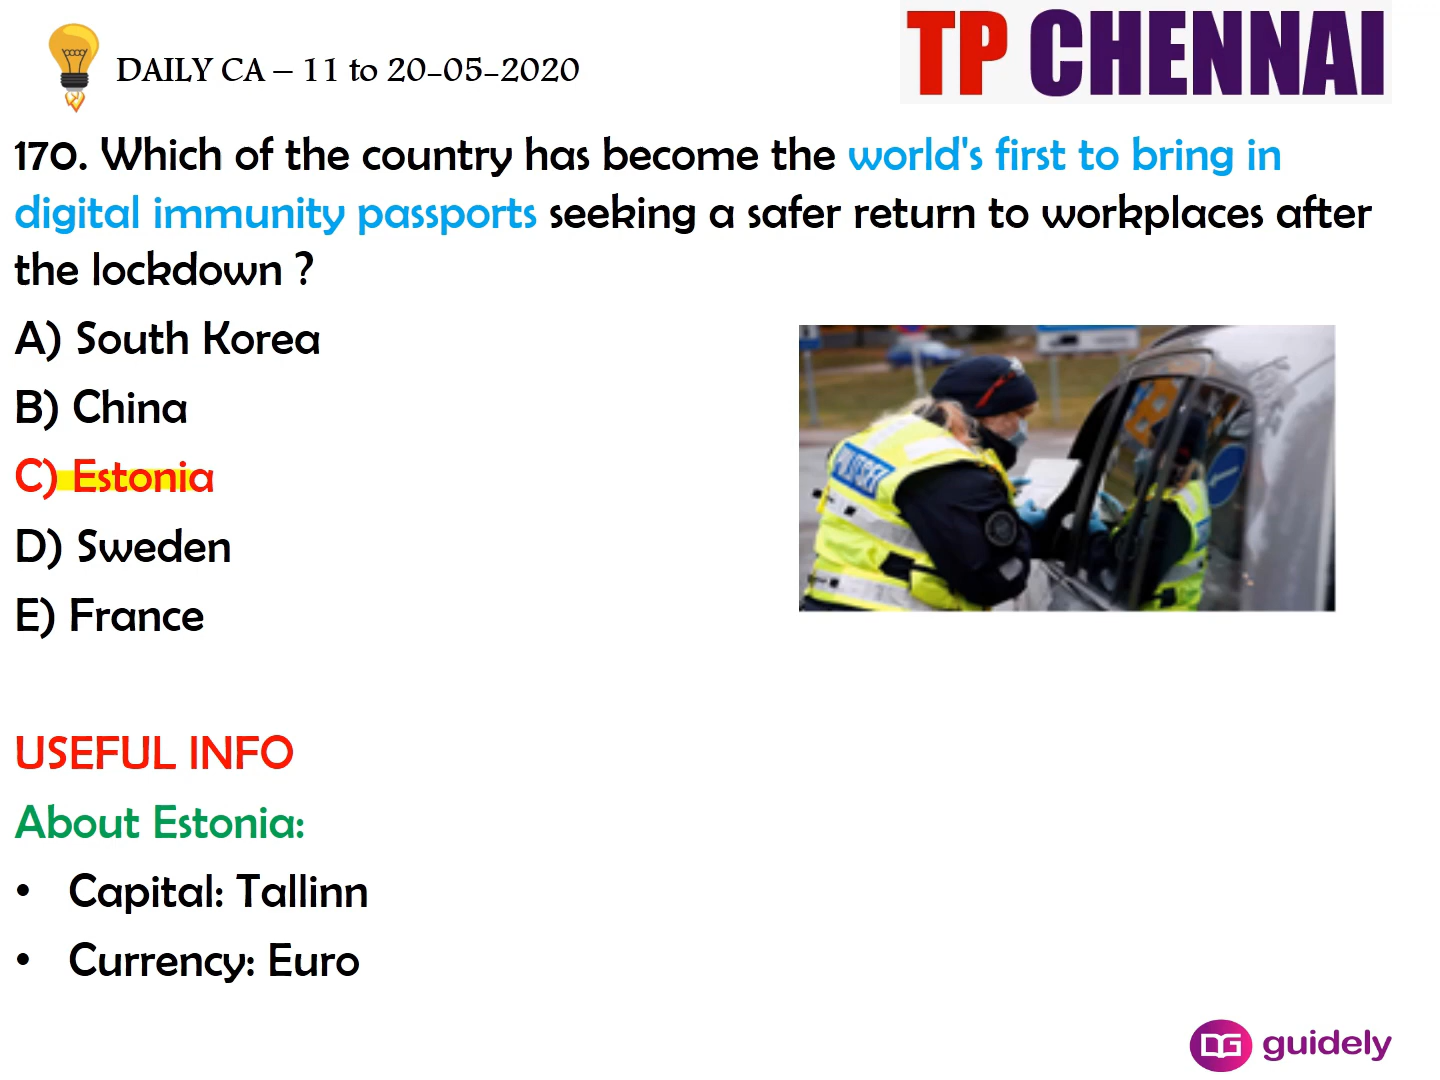 DAILY CA – 11 to 20-05-2020
TP CHENNAI
170. Which of the country has become the world's first to bring in
digital immunity passports seeking a safer return to workplaces after
the lockdown ?
A) South Korea
B) China
C) Estonia
D) Sweden
E) France
POLITSEI
USEFUL INFO
About Estonia:
• Capital: Tallinn
• Currency: Euro
guidely